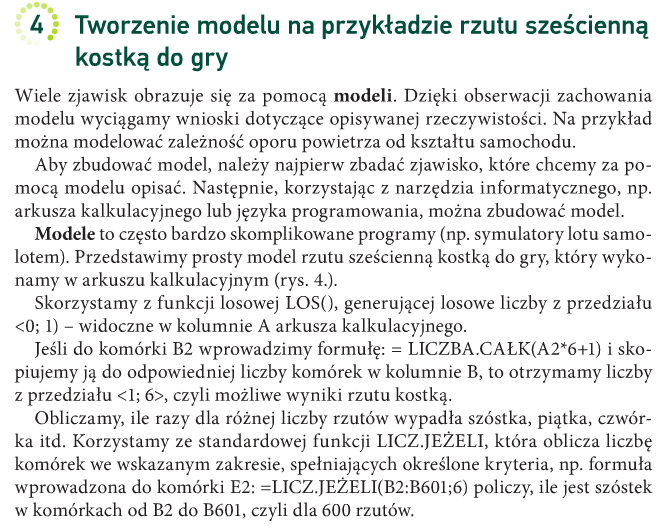 4 Tworzenie modelu na przykładzie rzutu sześcienną
kostką do gry
Wiele zjawisk obrazuje się za pomocą modeli. Dzięki obserwacji zachowania
modelu wyciągamy wnioski dotyczące opisywanej rzeczywistości. Na przykład
można modelować zależność oporu powietrza od kształtu samochodu.
Aby zbudować model, należy najpierw zbadać zjawisko, które chcemy za po-
mocą modelu opisać. Następnie, korzystając z narzędzia informatycznego, np.
arkusza kalkulacyjnego lub języka programowania, można zbudować model.
Modele to często bardzo skomplikowane programy (np. symulatory lotu samo-
lotem). Przedstawimy prosty model rzutu sześcienną kostką do gry, który wyko-
namy w arkuszu kalkulacyjnym (rys. 4.).
Skorzystamy z funkcji losowej LOS(), generującej losowe liczby z przedziału
<0; 1) – widoczne w kolumnie A arkusza kalkulacyjnego.
Jeśli do komórki B2 wprowadzimy formułę: = LICZBA.CAŁK(A2*6+1) i sko-
piujemy ją do odpowiedniej liczby komórek w kolumnie B, to otrzymamy liczby
z przedziału <1; 6>, czyli możliwe wyniki rzutu kostką.
Obliczamy, ile razy dla różnej liczby rzutów wypadła szóstka, piątka, czwór-
ka itd. Korzystamy ze standardowej funkcji LICZ.JEŻELI, która oblicza liczbę
komórek we wskazanym zakresie, spełniających określone kryteria, np. formuła
wprowadzona do komórki E2: =LICZ.JEŻELI(B2:B601;6) policzy, ile jest szóstek
w komórkach od B2 do B601, czyli dla 600 rzutów.